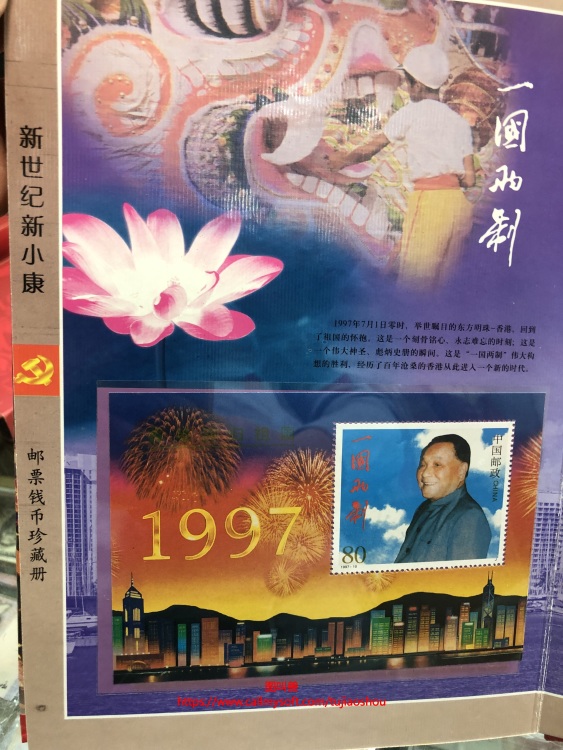 新世纪新小康
邮票钱币珍藏册
一國两制
1997年7月1日零时，举世瞩目的东方明珠-香港，回到
了祖国的怀抱。这是一个刻骨铭心、永志难忘的时刻；这是
一个伟大神圣、彪炳史册的瞬间。这是“一国两制”伟大构
想的胜利，经历了百年沧桑的香港从此进入一个新的时代。
1997
一國两制
中国邮政
CHINA
80